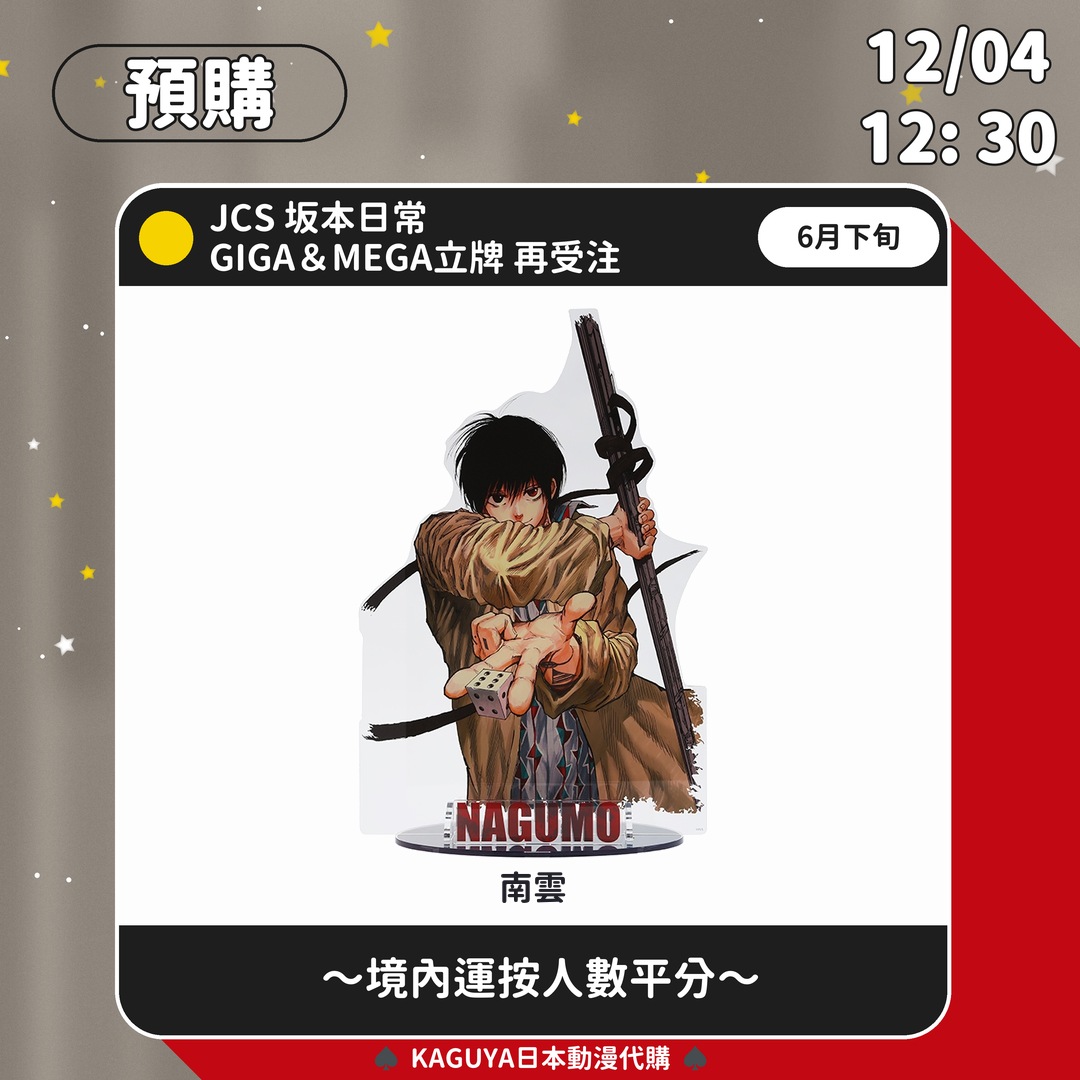 預購
12/04
12: 30
JCS 坂本日常
GIGA＆MEGA立牌 再受注
6月下旬
NAGUMO
南雲
～境內運按人數平分～
KAGUYA日本動漫代購